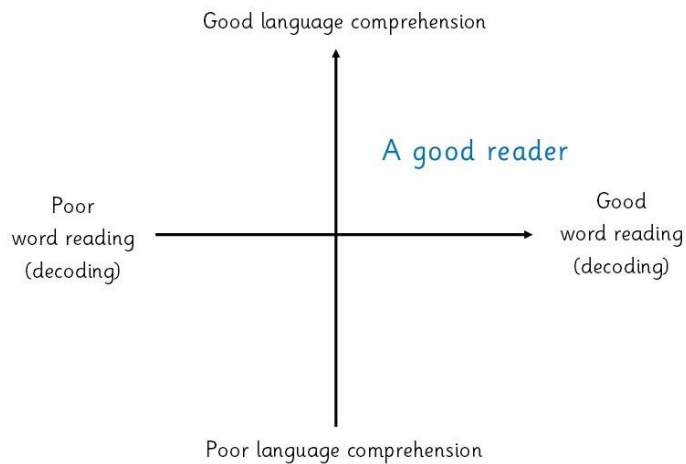 Good language comprehension
A good reader
Poor
word reading
(decoding)
Good
word reading
(decoding)
Poor language comprehension